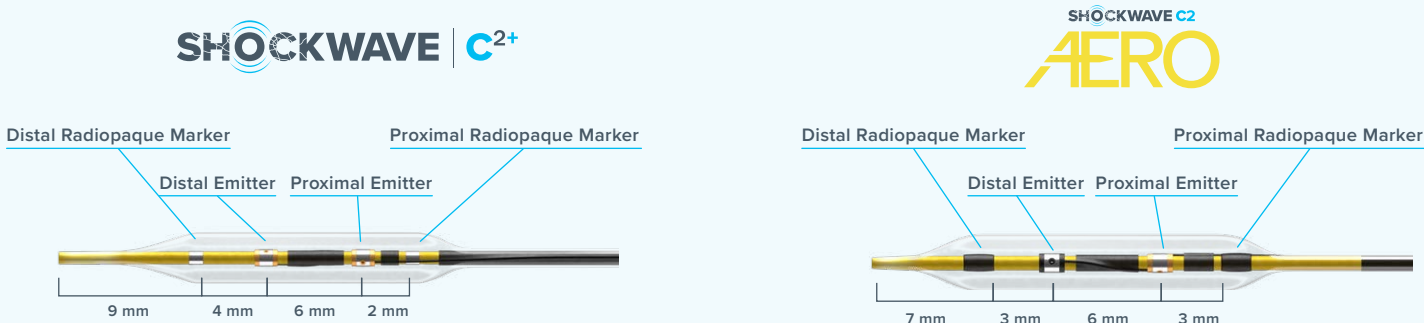 SHOCKWAVE | C2+
Distal Radiopaque Marker
Proximal Radiopaque Marker
Distal Emitter
Proximal Emitter
9 mm
4 mm
6 mm
2 mm
SHOCKWAVE C2
AERO
Distal Radiopaque Marker
Proximal Radiopaque Marker
Distal Emitter
Proximal Emitter
7 mm
3 mm
6 mm
3 mm